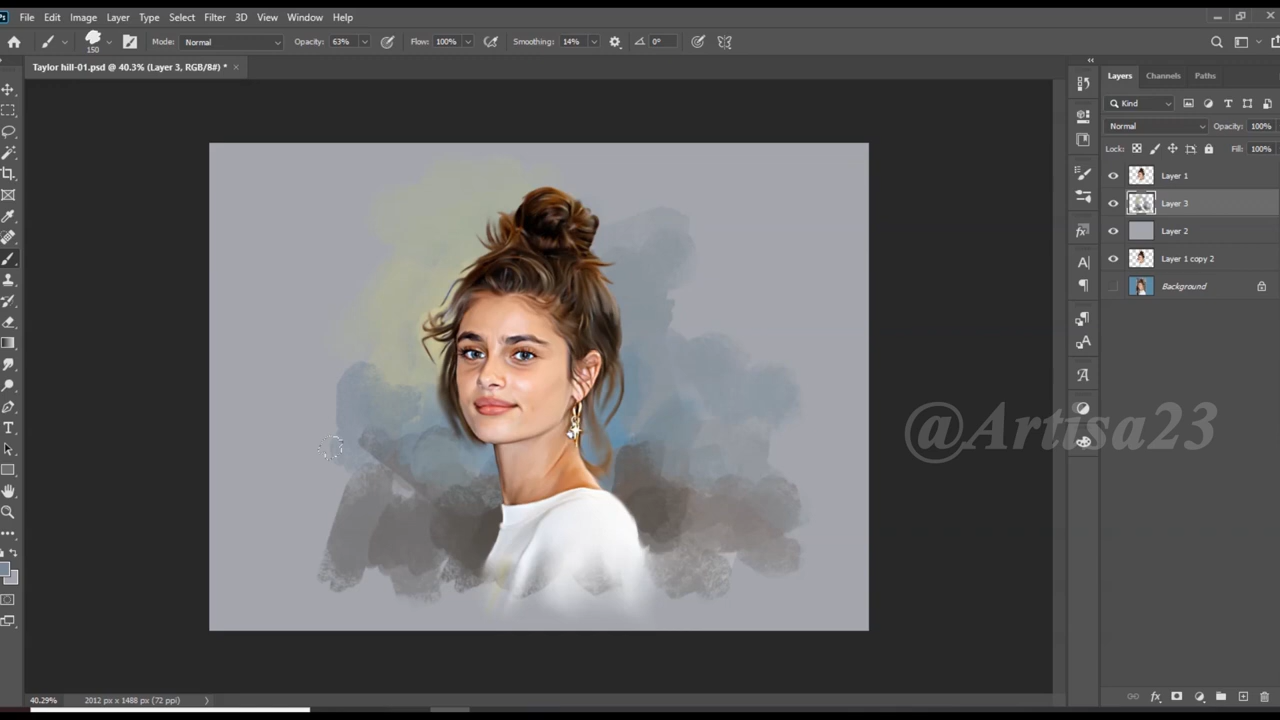 Ps File Edit Image Layer Type Select Filter 3D View Window Help
150 Mode: Normal Opacity: 63% Flow: 100% Smoothing: 14% 0°
Taylor hill-01.psd @ 40.3% (Layer 3, RGB/8#) * ×
Layers Channels Paths
Kind
Normal Opacity: 100%
Lock: Fill: 100%
Layer 1
Layer 3
Layer 2
Layer 1 copy 2
Background
@Artisa23
40.29% 2012 px x 1488 px (72 ppi)